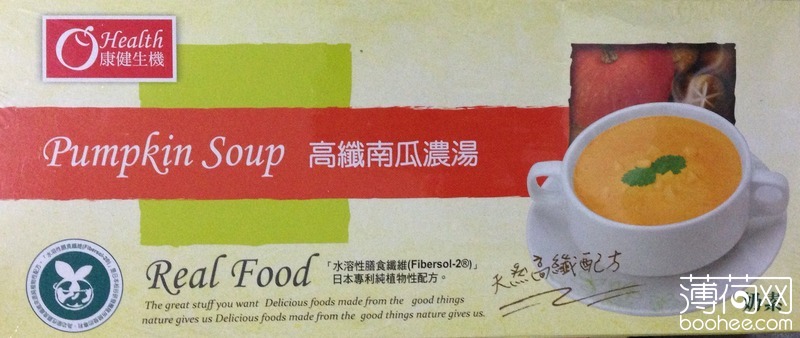 O' Health
康健生機
Pumpkin Soup 高纖南瓜濃湯
Real Food
「水溶性膳食纖維(Fibersol-2®)」
日本專利純植物性配方。
The great stuff you want Delicious foods made from the good things
nature gives us Delicious foods made from the good things nature gives us.
天然高纖配方
奶素
薄荷网
boohee.com